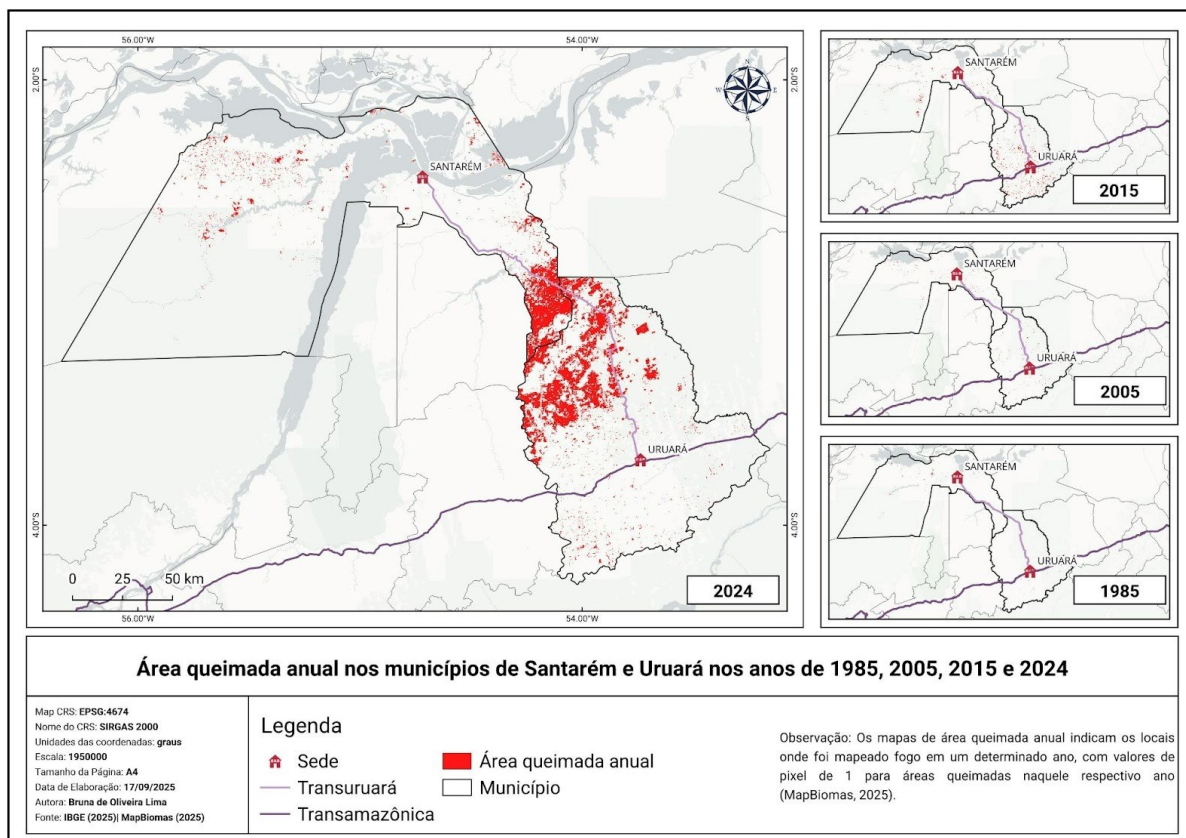 56.00°W
54.00°W
2.00°S
2.00°S
N
W
E
S
SANTARÉM
URUARÁ
4.00°S
4.00°S
0 25 50 km
2024
56.00°W
54.00°W
SANTARÉM
URUARÁ
2015
SANTARÉM
URUARÁ
2005
SANTARÉM
URUARÁ
1985
Área queimada anual nos municípios de Santarém e Uruará nos anos de 1985, 2005, 2015 e 2024
Map CRS: EPSG:4674
Nome do CRS: SIRGAS 2000
Unidades das coordenadas: graus
Escala: 1950000
Tamanho da Página: A4
Data de Elaboração: 17/09/2025
Autora: Bruna de Oliveira Lima
Fonte: IBGE (2025)| MapBiomas (2025)
Legenda
Sede
Transuruará
Transamazônica
Área queimada anual
Município
Observação: Os mapas de área queimada anual indicam os locais
onde foi mapeado fogo em um determinado ano, com valores de
pixel de 1 para áreas queimadas naquele respectivo ano
(MapBiomas, 2025).